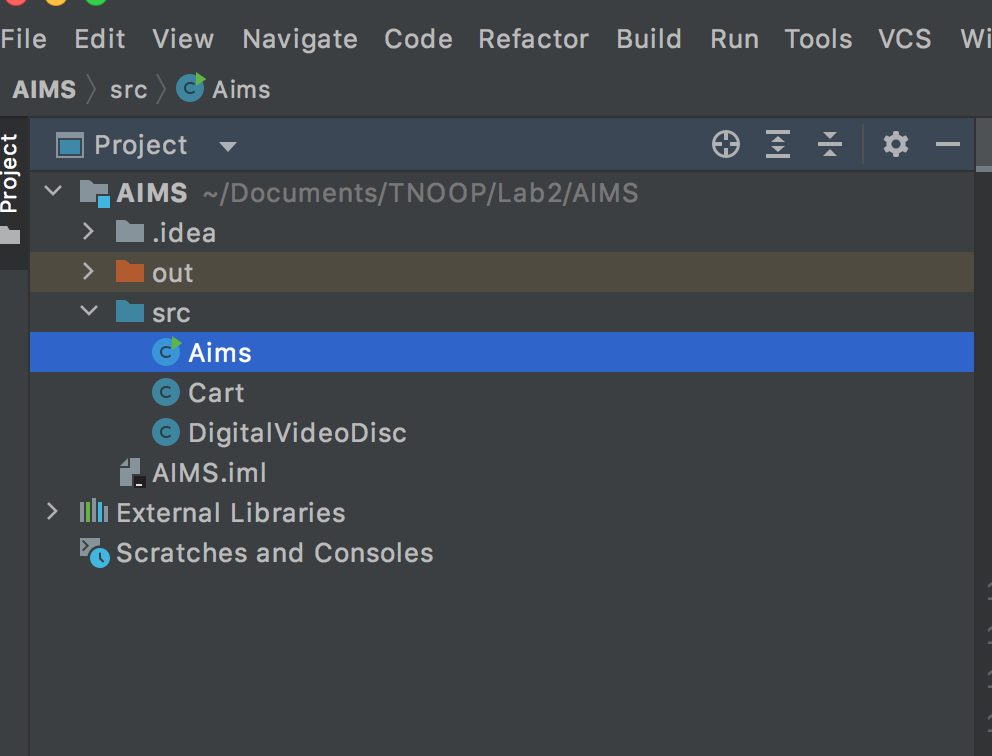 File Edit View Navigate Code Refactor Build Run Tools VCS
AIMS src C Aims
Project
Project
AIMS ~/Documents/TNOOP/Lab2/AIMS
.idea
out
src
C Aims
C Cart
C DigitalVideoDisc
AIMS.iml
External Libraries
Scratches and Consoles